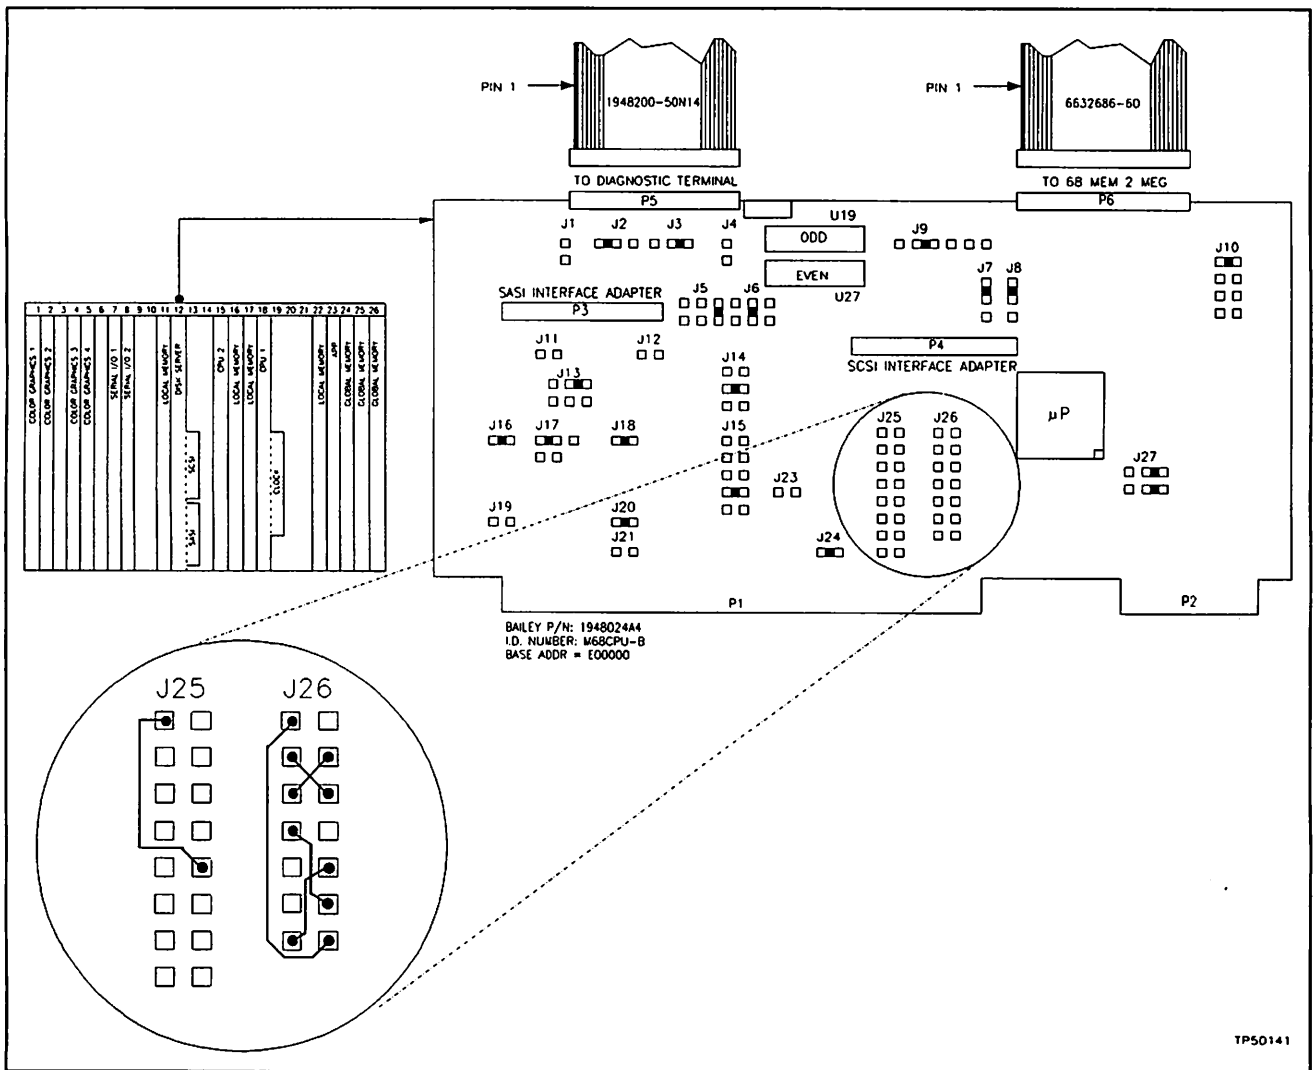 PIN 1
1948200-50N14
PIN 1
6632686-60
TO DIAGNOSTIC TERMINAL
TO 68 MEM 2 MEG
P5
P6
J1
J2
J3
J4
U19
ODD
J9
J10
EVEN
U27
J7
J8
SASI INTERFACE ADAPTER
P3
J5
J6
J11
J12
P4
SCSI INTERFACE ADAPTER
J13
J14
µP
J16
J17
J18
J15
J25
J26
J27
J23
J19
J20
J21
J24
P1
P2
BAILEY P/N: 1948024A4
I.D. NUMBER: M68CPU-B
BASE ADDR = E00000
1 2 3 4 5 6 7 8 9 10 11 12 13 14 15 16 17 18 19 20 21 22 23 24 25 26
COLOR GRAPHICS 1
COLOR GRAPHICS 2
COLOR GRAPHICS 3
COLOR GRAPHICS 4
SERIAL I/O 1
SERIAL I/O 2
LOCAL MEMORY
DISK SERVER
SCSI
SASI
CPU 2
LOCAL MEMORY
LOCAL MEMORY
CPU 1
CLOCK
LOCAL MEMORY
APP
GLOBAL MEMORY
GLOBAL MEMORY
GLOBAL MEMORY
J25
J26
TP50141